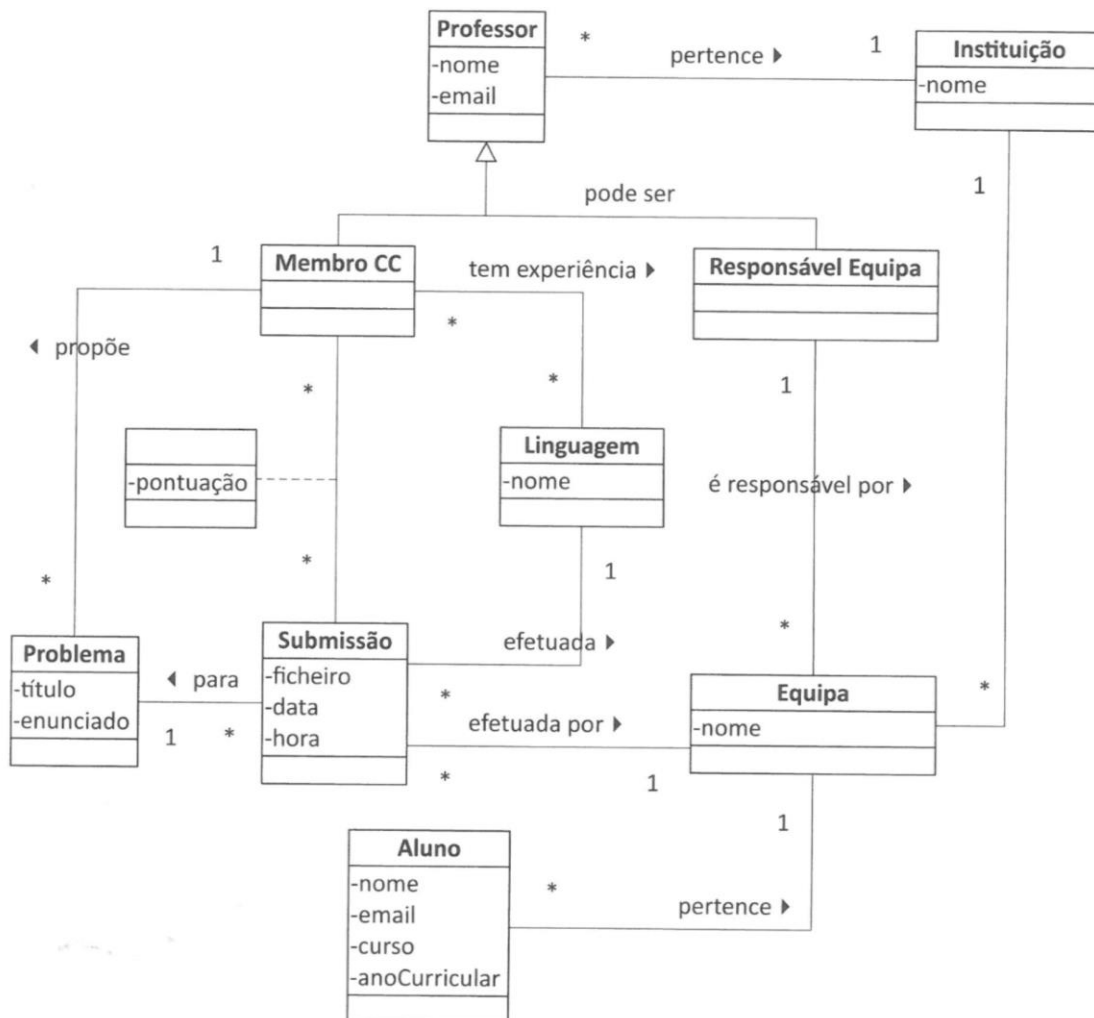 Professor
-nome
-email
*
pertence ▸
1
Instituição
-nome
1
pode ser
1
Membro CC
tem experiência ▸
Responsável Equipa
*
◂ propõe
*
*
1
-pontuação
Linguagem
-nome
é responsável por ▸
*
*
1
Problema
-título
-enunciado
◂ para
1
*
Submissão
-ficheiro
-data
-hora
efetuada ▸
*
efetuada por ▸
*
1
*
Equipa
-nome
*
1
Aluno
-nome
-email
-curso
-anoCurricular
*
pertence ▸